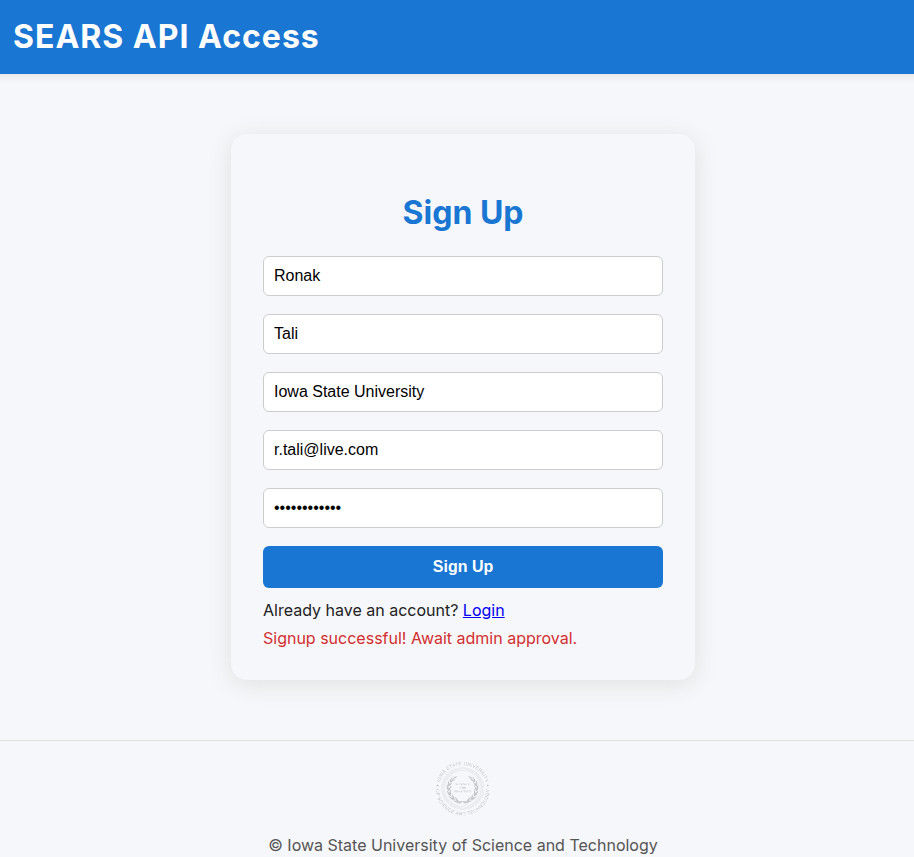 SEARS API Access
Sign Up
Ronak
Tali
Iowa State University
r.tali@live.com
••••••••••••
Sign Up
Already have an account? Login
Signup successful! Await admin approval.
© Iowa State University of Science and Technology